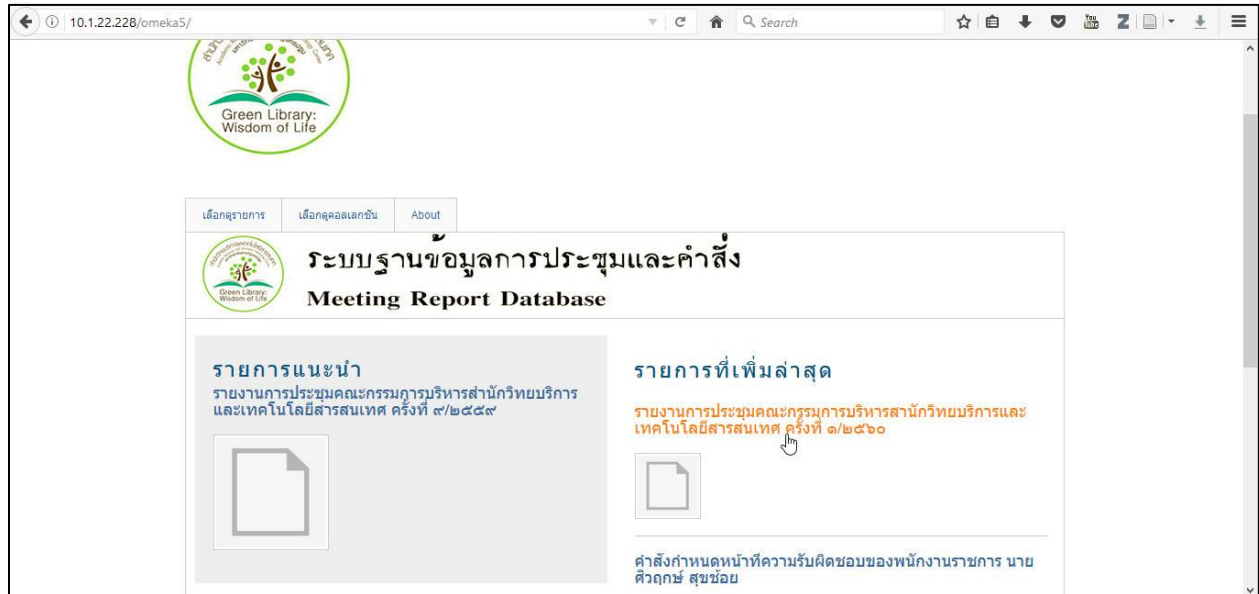 10.1.22.228/omeka5/
Search
You
Z
Green Library:
Wisdom of Life
เลือกดูรายการ
เลือกดูคอลเลกชัน
About
ระบบฐานข้อมูลการประชุมและคำสั่ง
Meeting Report Database
Green Library:
Wisdom of Life
รายการแนะนำ
รายงานการประชุมคณะกรรมการบริหารสำนักวิทยบริการ
และเทคโนโลยีสารสนเทศ ครั้งที่ ๙/๒๕๕๙
รายการที่เพิ่มล่าสุด
รายงานการประชุมคณะกรรมการบริหารสานักวิทยบริการและ
เทคโนโลยีสารสนเทศ ครั้งที่ ๑/๒๕๖๐
คำสั่งกำหนดหน้าที่ความรับผิดชอบของพนักงานราชการ นาย
ศิวฤกษ์ สุขช้อย